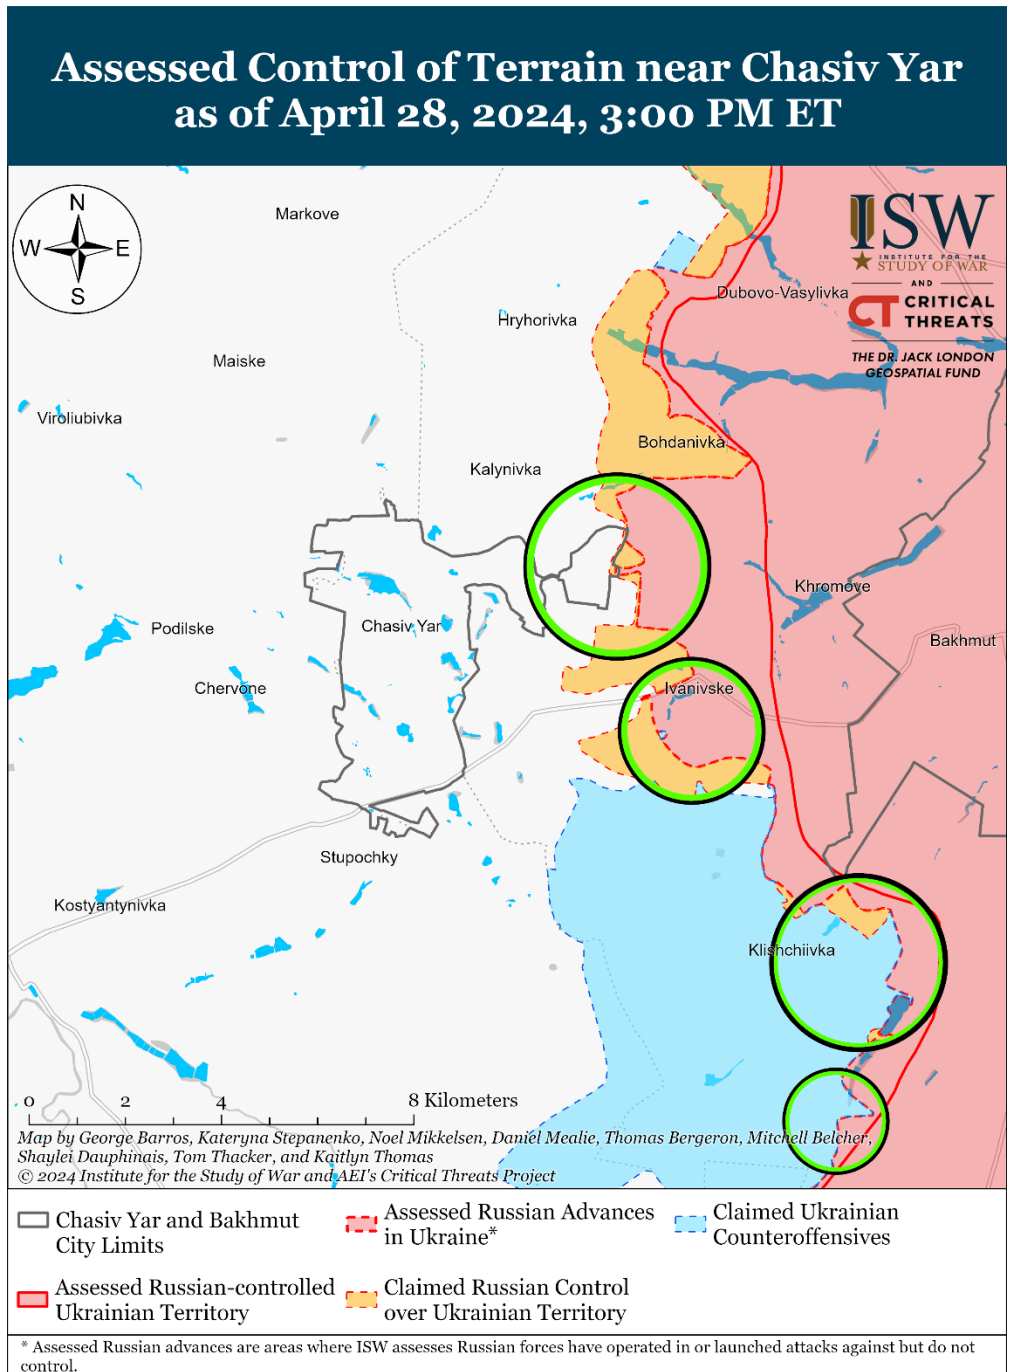 Assessed Control of Terrain near Chasiv Yar
as of April 28, 2024, 3:00 PM ET
N
W
E
S
Markove
ISW
INSTITUTE FOR THE
STUDY OF WAR
AND
CT CRITICAL
THREATS
THE DR. JACK LONDON
GEOSPATIAL FUND
Dubovo-Vasylivka
Hryhorivka
Maiske
Viroliubivka
Bohdanivka
Kalynivka
Khromove
Chasiv Yar
Podilske
Bakhmut
Chervone
Ivanivske
Stupochky
Kostyantynivka
Klishchiivka
0 2 4 8 Kilometers
Map by George Barros, Kateryna Stepanenko, Noel Mikkelsen, Daniel Mealie, Thomas Bergeron, Mitchell Belcher,
Shaylei Dauphinais, Tom Thacker, and Kaitlyn Thomas
© 2024 Institute for the Study of War and AEI's Critical Threats Project
Chasiv Yar and Bakhmut
City Limits
Assessed Russian Advances
in Ukraine*
Claimed Ukrainian
Counteroffensives
Assessed Russian-controlled
Ukrainian Territory
Claimed Russian Control
over Ukrainian Territory
* Assessed Russian advances are areas where ISW assesses Russian forces have operated in or launched attacks against but do not
control.